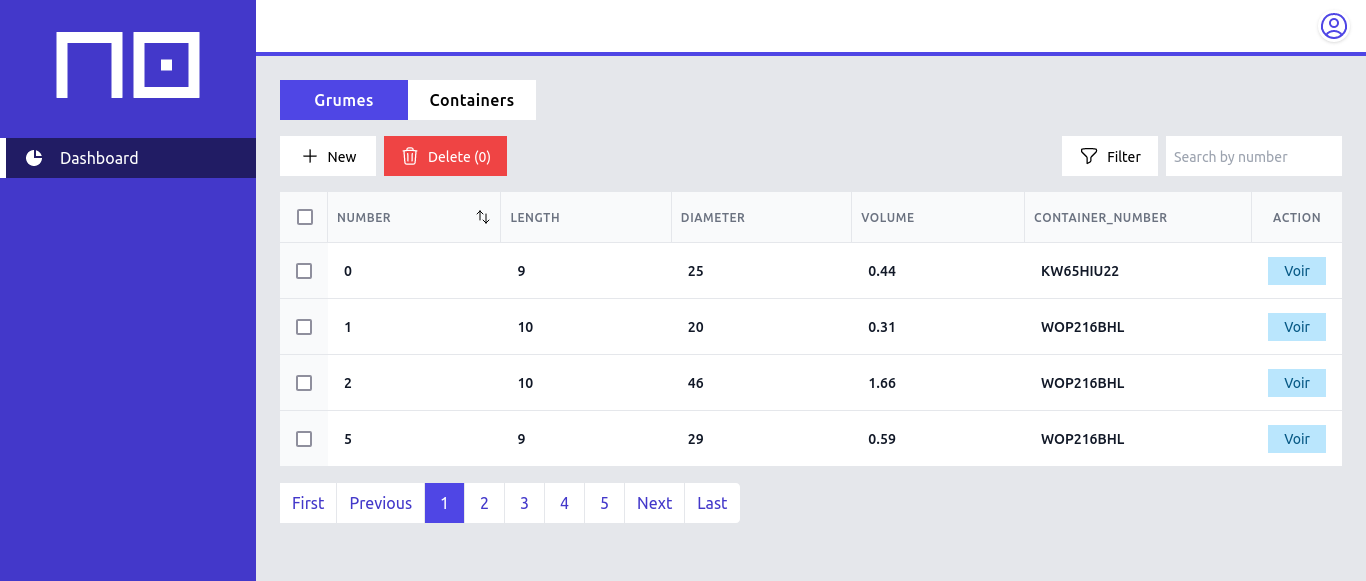 Dashboard
Grumes Containers
New Delete (0) Filter Search by number
NUMBER LENGTH DIAMETER VOLUME CONTAINER_NUMBER ACTION
0 9 25 0.44 KW65HIU22 Voir
1 10 20 0.31 WOP216BHL Voir
2 10 46 1.66 WOP216BHL Voir
5 9 29 0.59 WOP216BHL Voir
First Previous 1 2 3 4 5 Next Last